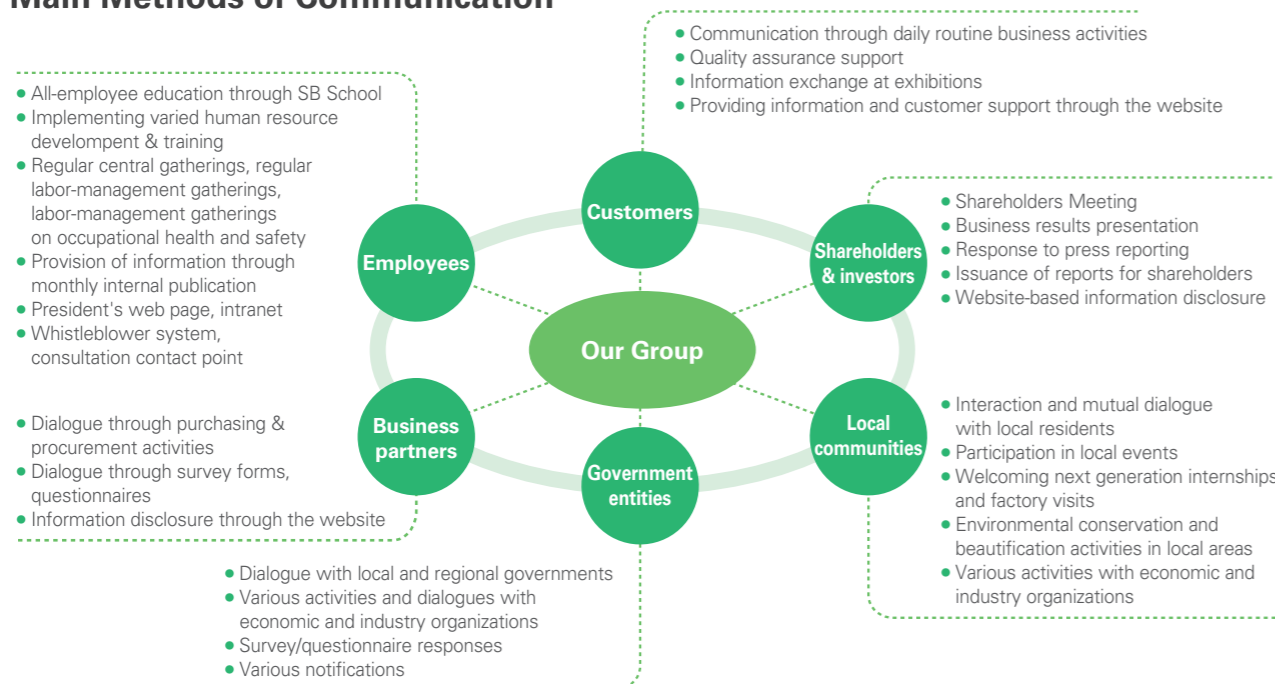 Main Methods of Communication
• Communication through daily routine business activities
• Quality assurance support
• Information exchange at exhibitions
• Providing information and customer support through the website
• All-employee education through SB School
• Implementing varied human resource
develompent & training
• Regular central gatherings, regular
labor-management gatherings,
labor-management gatherings
on occupational health and safety
• Provision of information through
monthly internal publication
• President's web page, intranet
• Whistleblower system,
consultation contact point
Customers
Employees
Shareholders
& investors
• Shareholders Meeting
• Business results presentation
• Response to press reporting
• Issuance of reports for shareholders
• Website-based information disclosure
Our Group
Business
partners
Government
entities
Local
communities
• Dialogue through purchasing &
procurement activities
• Dialogue through survey forms,
questionnaires
• Information disclosure through the website
• Interaction and mutual dialogue
with local residents
• Participation in local events
• Welcoming next generation internships
and factory visits
• Environmental conservation and
beautification activities in local areas
• Various activities with economic and
industry organizations
• Dialogue with local and regional governments
• Various activities and dialogues with
economic and industry organizations
• Survey/questionnaire responses
• Various notifications